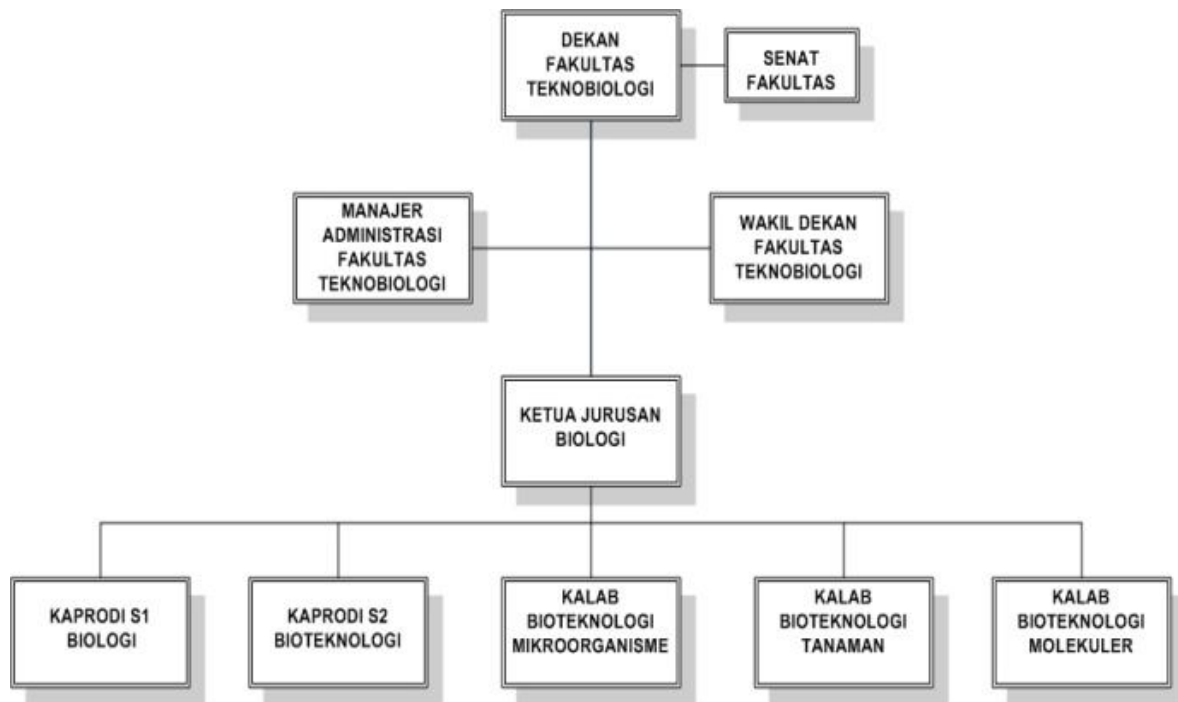 DEKAN
FAKULTAS
TEKNOBIOLOGI
SENAT
FAKULTAS
MANAJER
ADMINISTRASI
FAKULTAS
TEKNOBIOLOGI
WAKIL DEKAN
FAKULTAS
TEKNOBIOLOGI
KETUA JURUSAN
BIOLOGI
KAPRODI S1
BIOLOGI
KAPRODI S2
BIOTEKNOLOGI
KALAB
BIOTEKNOLOGI
MIKROORGANISME
KALAB
BIOTEKNOLOGI
TANAMAN
KALAB
BIOTEKNOLOGI
MOLEKULER